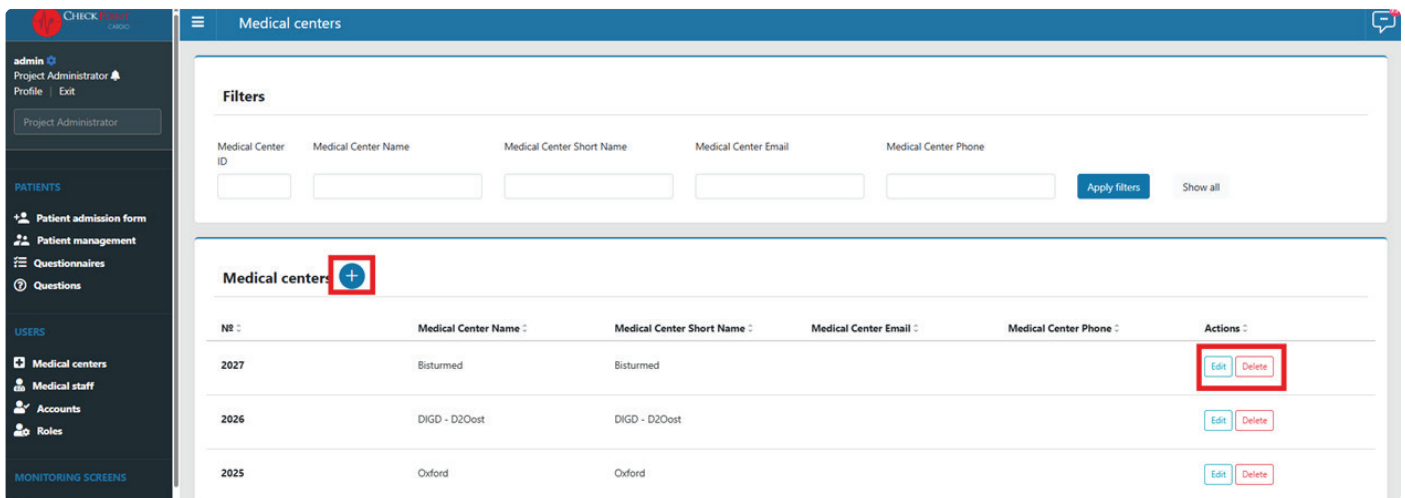 CHECK POINT
CARDIO
Medical centers
admin
Project Administrator
Profile | Exit
Project Administrator
PATIENTS
Patient admission form
Patient management
Questionnaires
Questions
USERS
Medical centers
Medical staff
Accounts
Roles
MONITORING SCREENS
Filters
Medical Center ID
Medical Center Name
Medical Center Short Name
Medical Center Email
Medical Center Phone
Apply filters
Show all
Medical centers
Nº Medical Center Name Medical Center Short Name Medical Center Email Medical Center Phone Actions
2027 Bisturmed Bisturmed Edit Delete
2026 DIGD - D2Oost DIGD - D2Oost Edit Delete
2025 Oxford Oxford Edit Delete